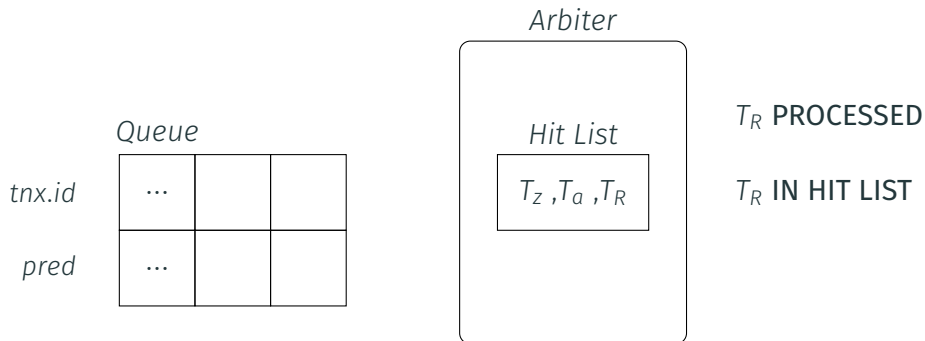 Arbiter
T_R PROCESSED
Queue
Hit List
tnx.id ... T_z ,T_a ,T_R T_R IN HIT LIST
pred ...